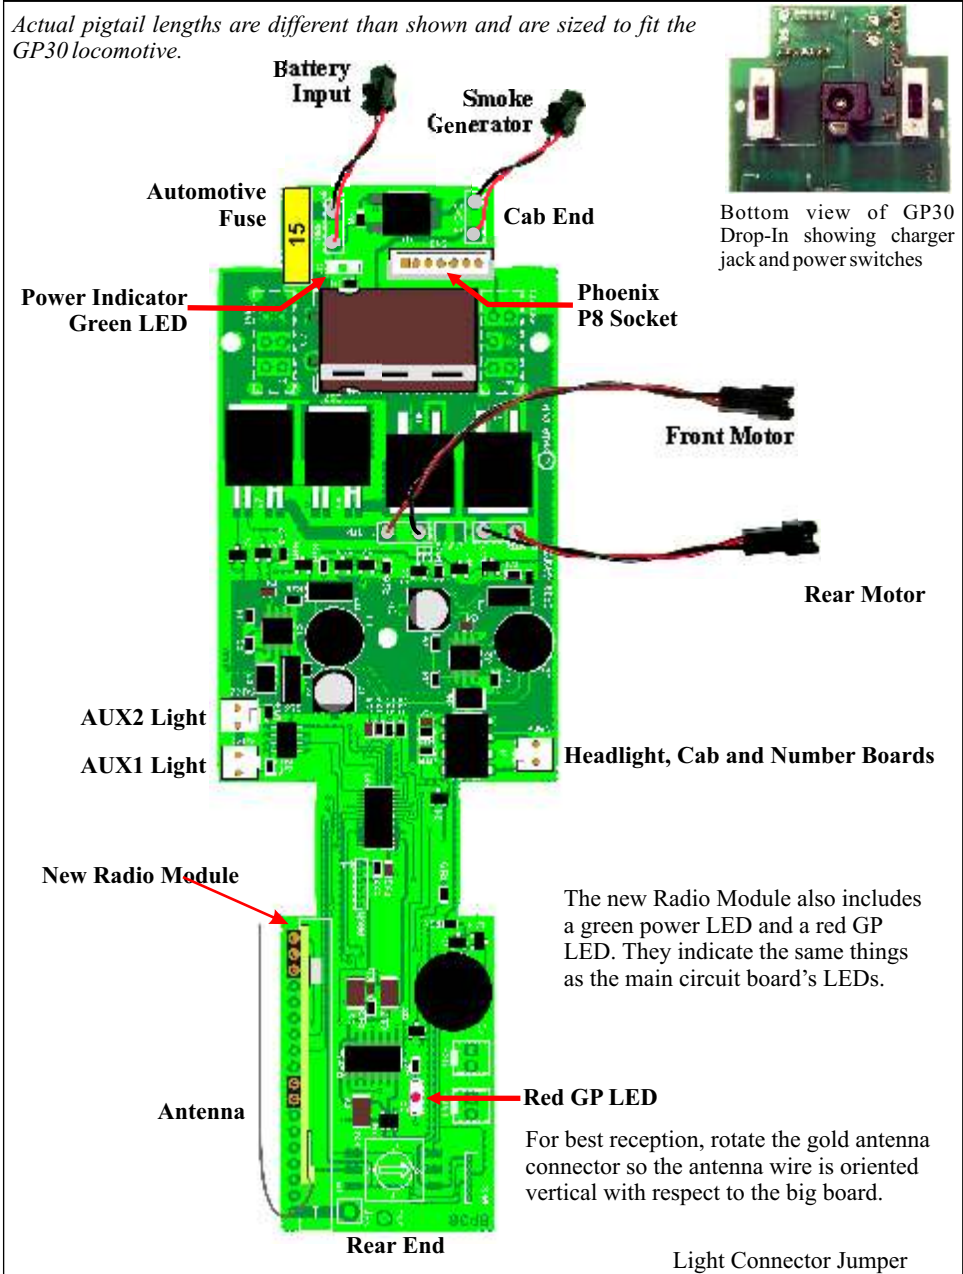 Actual pigtail lengths are different than shown and are sized to fit the
GP30 locomotive.
Battery
Input
Smoke
Generator
Automotive
Fuse
15
Cab End
Bottom view of GP30
Drop-In showing charger
jack and power switches
Power Indicator
Green LED
Phoenix
P8 Socket
Front Motor
Rear Motor
AUX2 Light
AUX1 Light
Headlight, Cab and Number Boards
New Radio Module
The new Radio Module also includes
a green power LED and a red GP
LED. They indicate the same things
as the main circuit board’s LEDs.
Antenna
Red GP LED
For best reception, rotate the gold antenna
connector so the antenna wire is oriented
vertical with respect to the big board.
Rear End
Light Connector Jumper